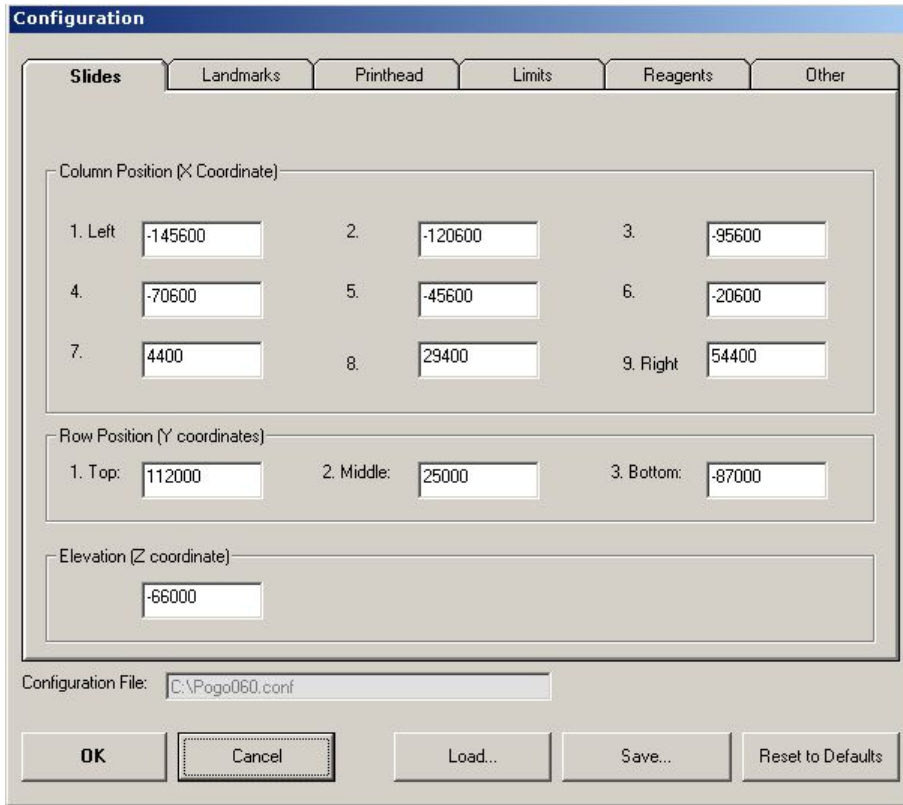 Configuration
Slides Landmarks Printhead Limits Reagents Other
Column Position (X Coordinate)
1. Left -145600 2. -120600 3. -95600
4. -70600 5. -45600 6. -20600
7. 4400 8. 29400 9. Right 54400
Row Position (Y coordinates)
1. Top: 112000 2. Middle: 25000 3. Bottom: -87000
Elevation (Z coordinate)
-66000
Configuration File: C:\Pogo060.conf
OK Cancel Load... Save... Reset to Defaults